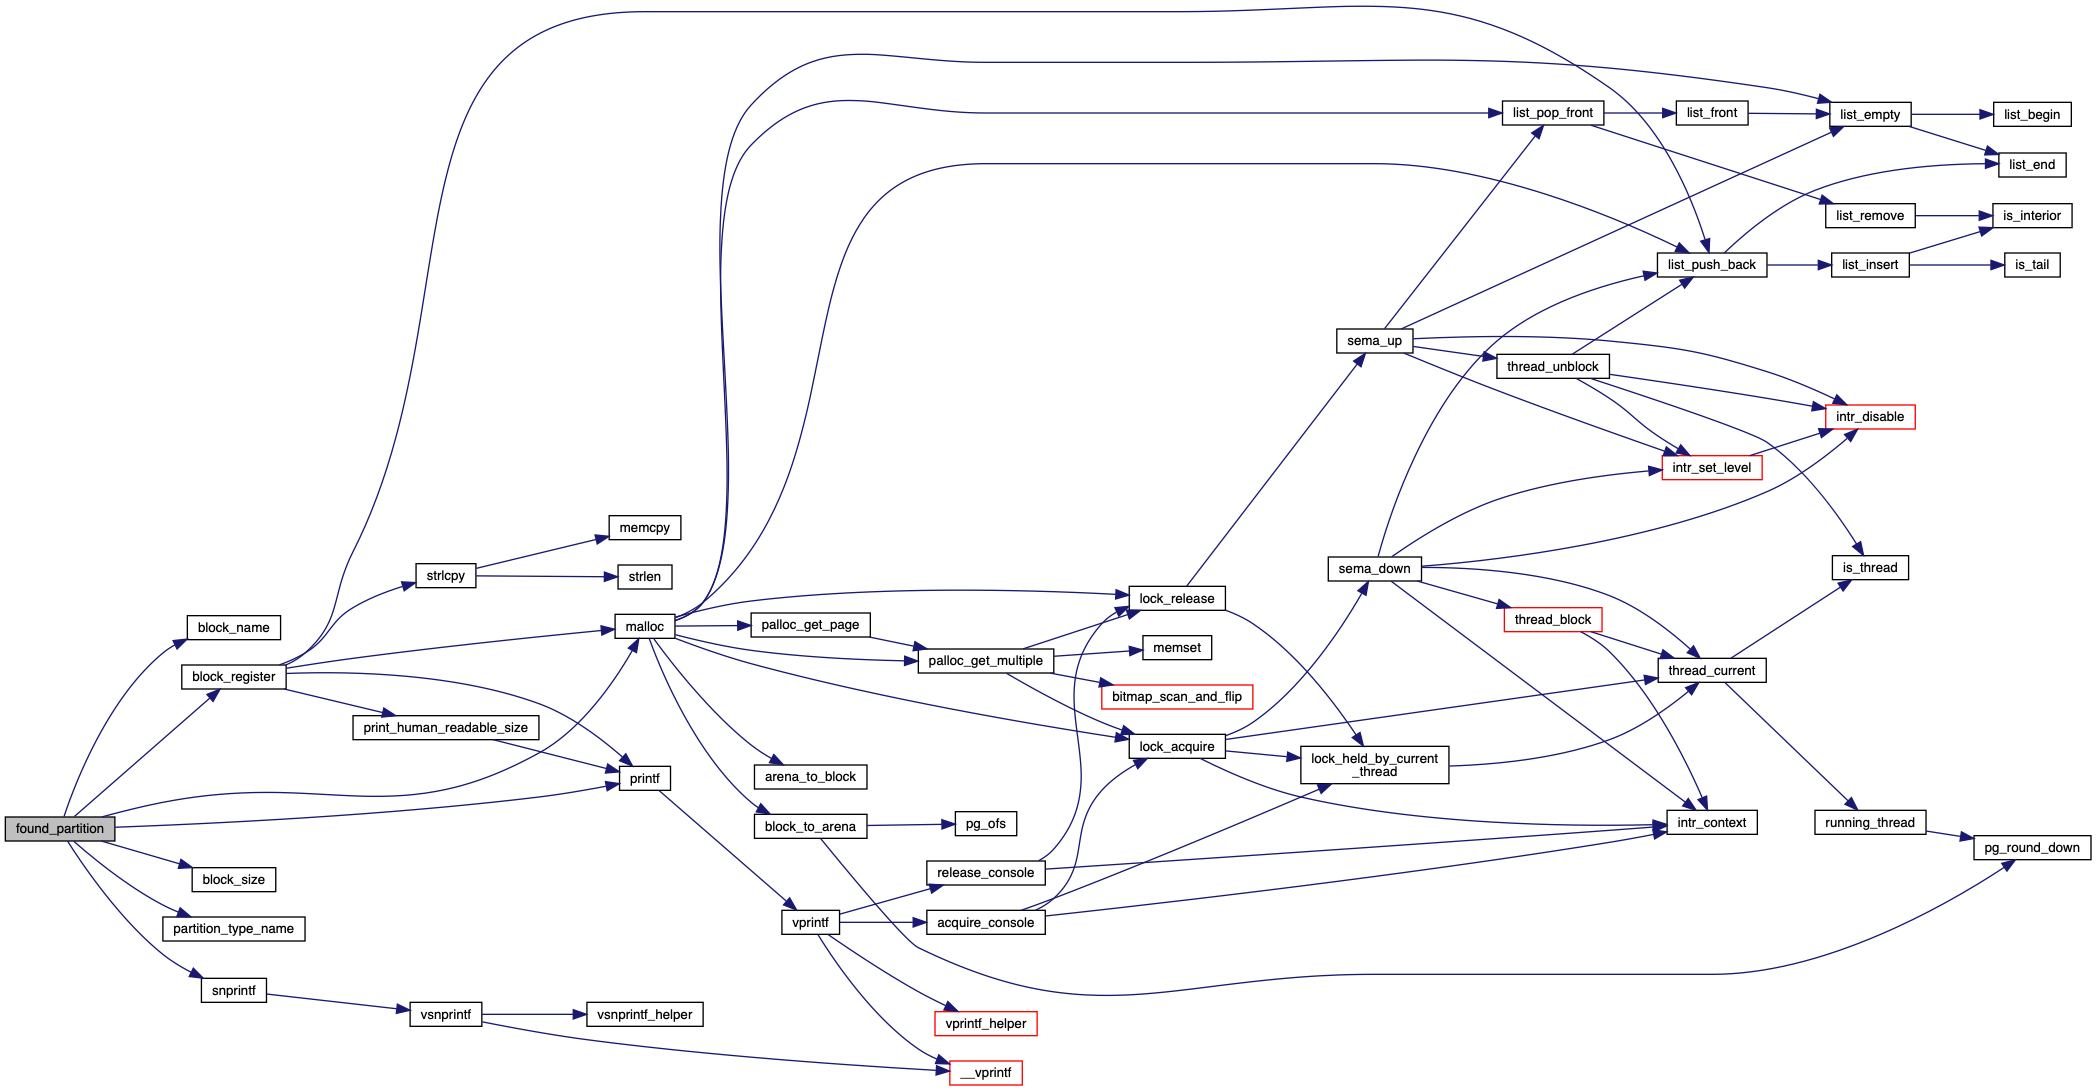 found_partition
block_name
block_register
block_size
partition_type_name
snprintf
strlcpy
print_human_readable_size
vsnprintf
memcpy
strlen
malloc
printf
vsnprintf_helper
palloc_get_page
arena_to_block
block_to_arena
vprintf
palloc_get_multiple
pg_ofs
release_console
acquire_console
vprintf_helper
__vprintf
lock_release
memset
bitmap_scan_and_flip
lock_acquire
sema_up
sema_down
lock_held_by_current
_thread
list_pop_front
thread_unblock
thread_block
list_front
list_push_back
intr_set_level
thread_current
intr_context
list_empty
list_remove
list_insert
intr_disable
is_thread
running_thread
list_begin
list_end
is_interior
is_tail
pg_round_down